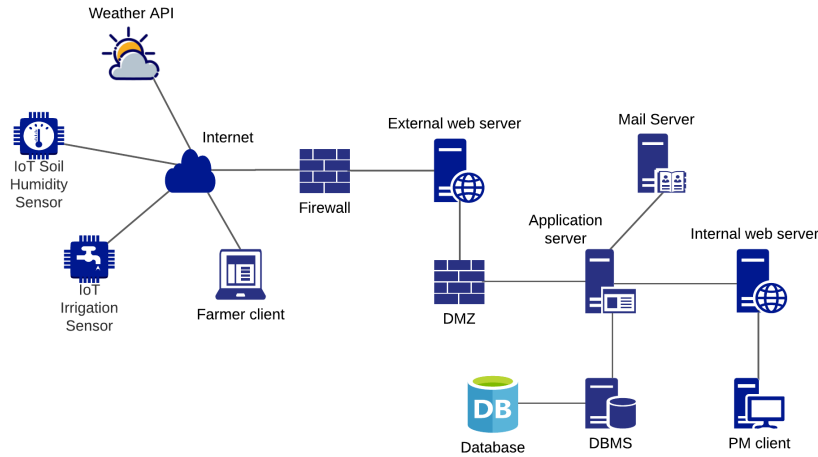 Weather API
Internet
External web server
Mail Server
IoT Soil
Humidity
Sensor
Firewall
Application
server
Internal web server
IoT
Irrigation
Sensor
Farmer client
DMZ
DB
Database
DBMS
PM client